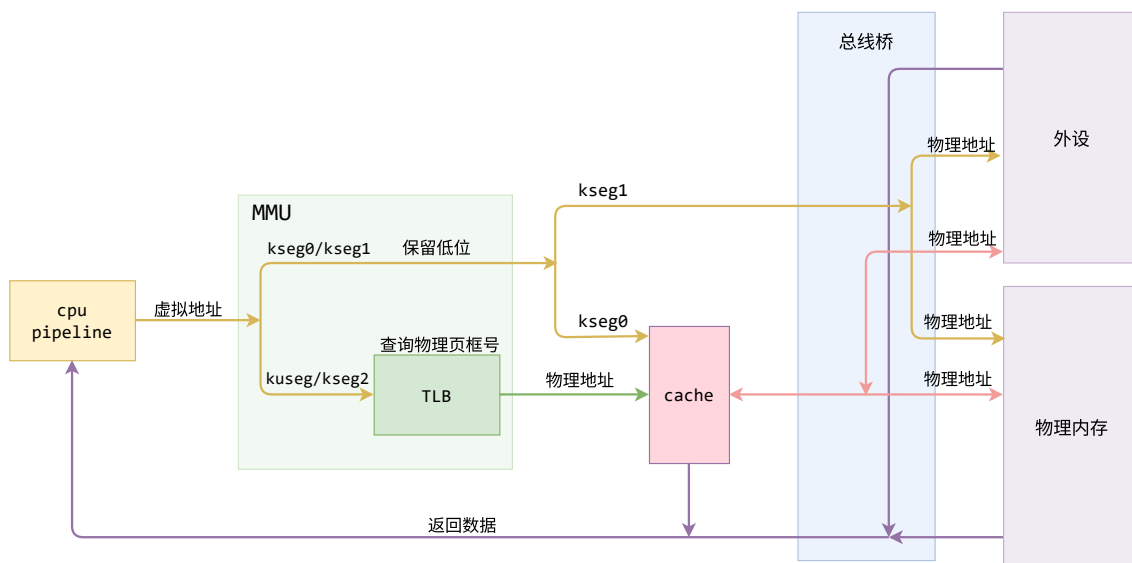 总线桥
外设
物理地址
kseg1
MMU
kseg0/kseg1
保留低位
物理地址
cpu
pipeline
虚拟地址
kseg0
物理地址
查询物理页框号
kuseg/kseg2
TLB
物理地址
cache
物理地址
物理内存
返回数据